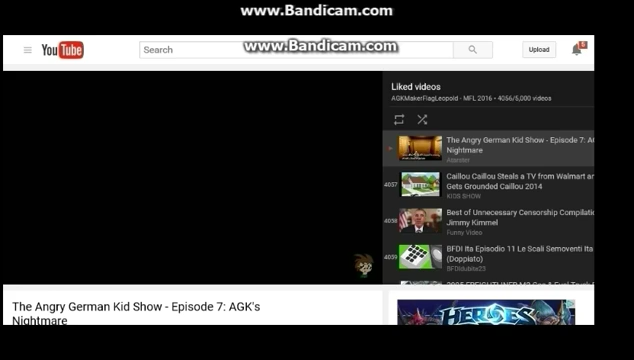 www.Bandicam.com
YouTube
Search
www.Bandicam.com
Upload
Liked videos
AGKMakerFlagLeopold - MFL 2016 • 4056/5,000 videos
The Angry German Kid Show - Episode 7: AG
Nightmare
4057
Caillou Caillou Steals a TV from Walmart an
Gets Grounded Caillou 2014
KIDS SHOW
4058
Best of Unnecessary Censorship Compilatio
Jimmy Kimmel
Funny Video
4059
BFDI Ita Episodio 11 Le Scali Semoventi Ita
(Doppiato)
BFDIdubita23
The Angry German Kid Show - Episode 7: AGK's
Nightmare
HEROES